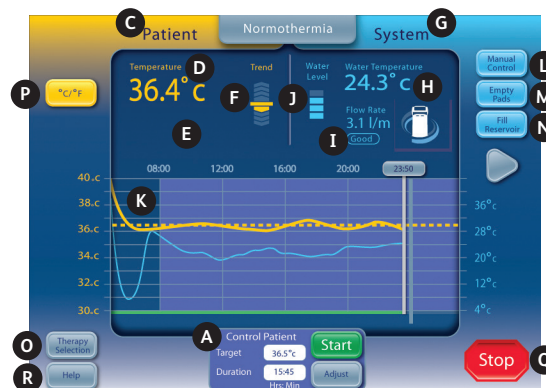 C
Patient
Normothermia
G
System
Temperature
D
36.4°c
Trend
F
E
Water
Level
J
Water Temperature
24.3°c
H
Flow Rate
3.1 l/m
Good
I
P
°C/°F
Manual
Control
L
Empty
Pads
M
Fill
Reservoir
N
08:00
12:00
16:00
20:00
23:50
K
40.c
38.c
36.c
34.c
32.c
30.c
36°c
28°c
20°c
12°c
4°c
O
Therapy
Selection
R
Help
A
Control Patient
Target
36.5°c
Duration
15:45
Hrs: Min
Start
Adjust
Stop